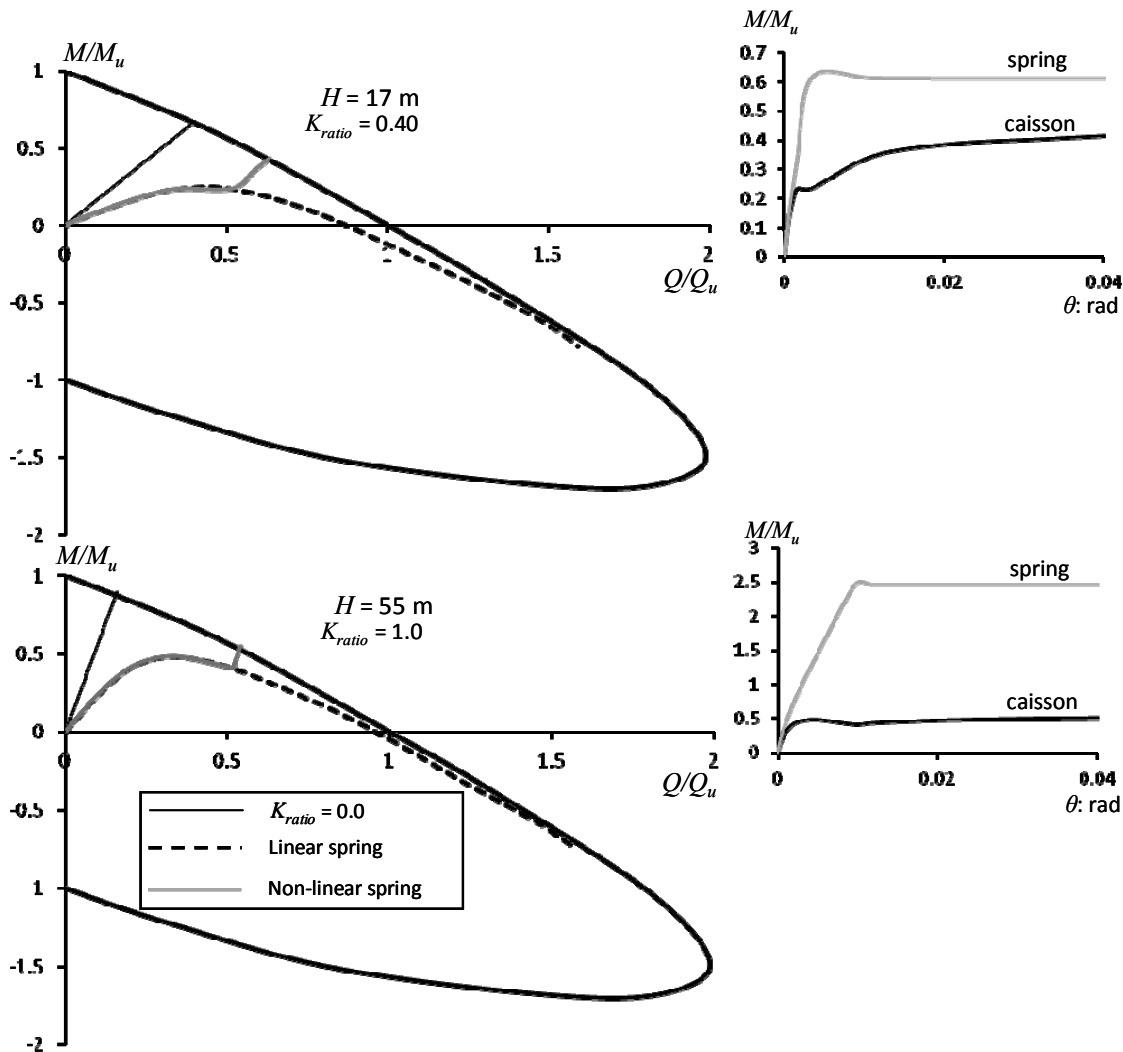 M/Mu
1
0.5
0
-0.5
-1
-1.5
-2
0
0.5
1.5
2
Q/Qu
H = 17 m
Kratio = 0.40
M/Mu
0.7
0.6
0.5
0.4
0.3
0.2
0.1
0
spring
caisson
0
0.02
0.04
θ: rad
M/Mu
1
0.5
0
-0.5
1
-1.5
-2
0
0.5
1
1.5
2
Q/Qu
H = 55 m
Kratio = 1.0
Kratio = 0.0
Linear spring
Non-linear spring
M/Mu
3
2.5
2
1.5
1
0.5
0
spring
caisson
0
0.02
0.04
θ: rad